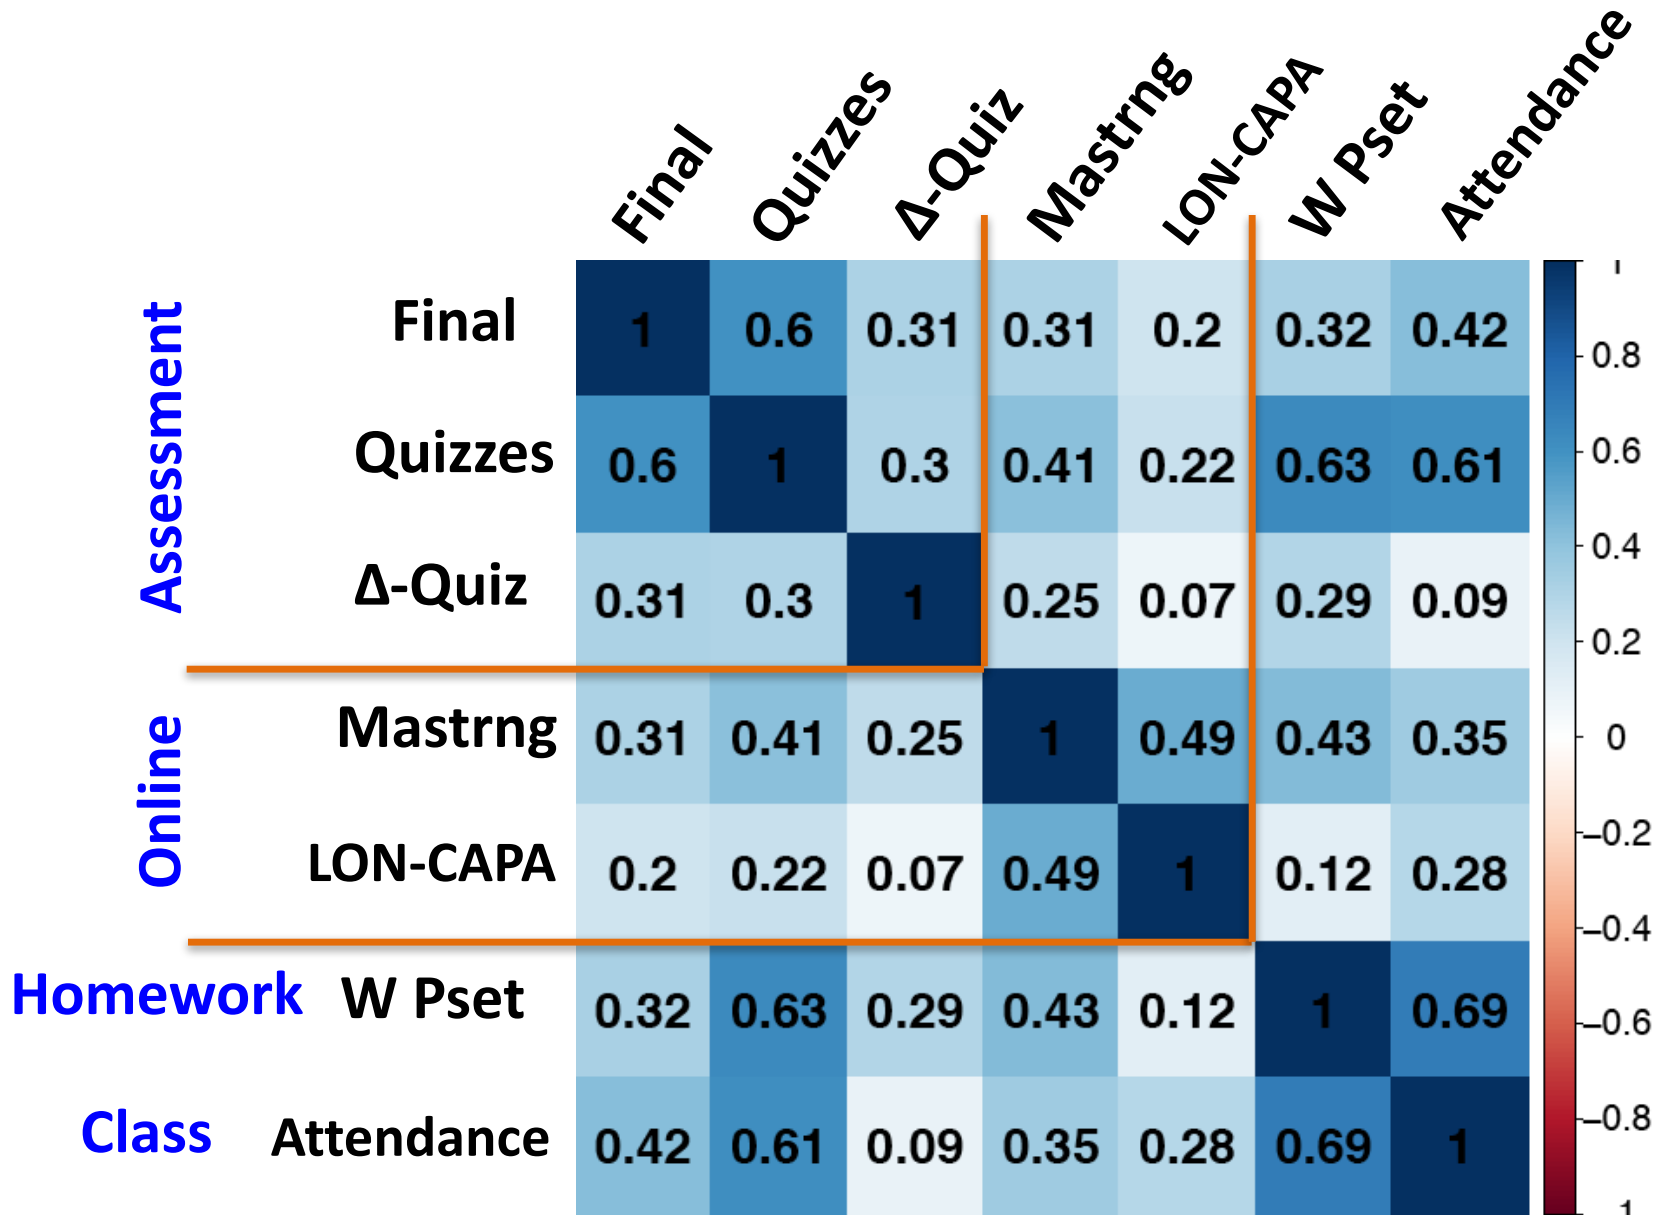 Final Quizzes Δ-Quiz Mastrng LON-CAPA W Pset Attendance
Assessment
Final 1 0.6 0.31 0.31 0.2 0.32 0.42
Quizzes 0.6 1 0.3 0.41 0.22 0.63 0.61
Δ-Quiz 0.31 0.3 1 0.25 0.07 0.29 0.09
Online
Mastrng 0.31 0.41 0.25 1 0.49 0.43 0.35
LON-CAPA 0.2 0.22 0.07 0.49 1 0.12 0.28
Homework W Pset 0.32 0.63 0.29 0.43 0.12 1 0.69
Class Attendance 0.42 0.61 0.09 0.35 0.28 0.69 1
1
0.8
0.6
0.4
0.2
0
−0.2
−0.4
−0.6
−0.8
1